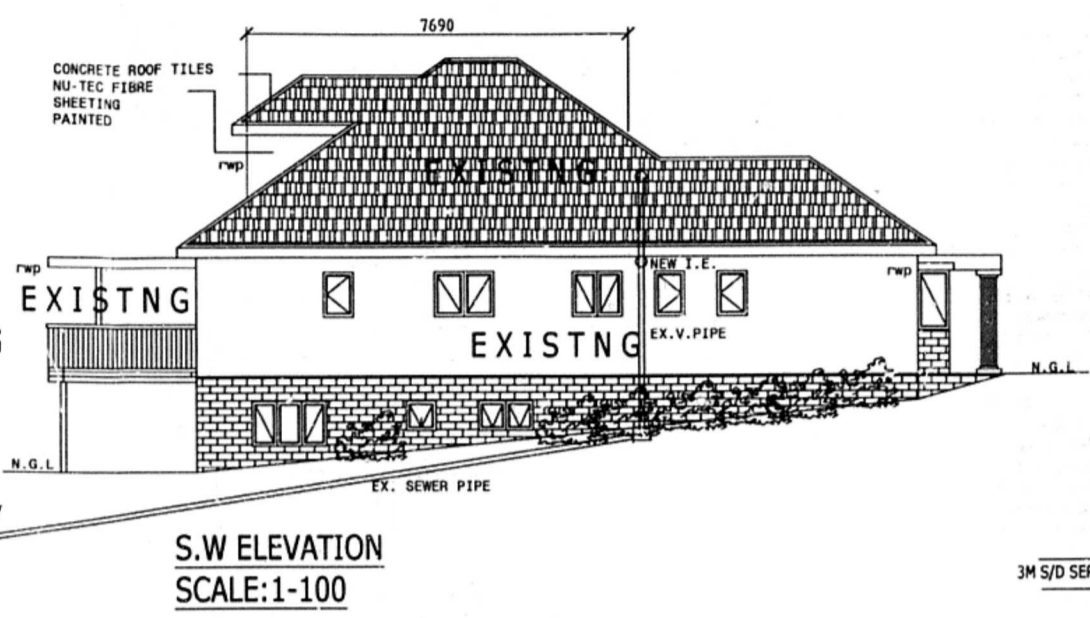 7690
CONCRETE ROOF TILES
NU-TEC FIBRE
SHEETING
PAINTED
rwp
EXISTNG
rwp
NEW I.E.
rwp
EXISTNG
EXISTNG
EX.V.PIPE
N.G.L
N.G.L
EX. SEWER PIPE
S.W ELEVATION
SCALE:1-100
3M S/D